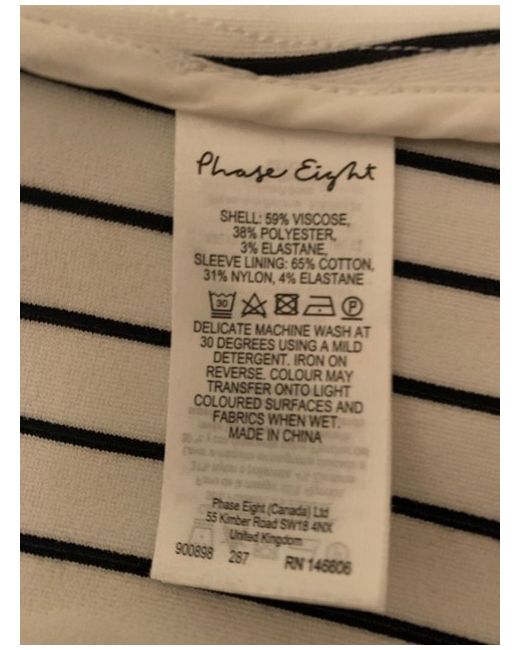 Phase Eight
SHELL: 59% VISCOSE,
38% POLYESTER,
3% ELASTANE,
SLEEVE LINING: 65% COTTON,
31% NYLON, 4% ELASTANE
30 P
DELICATE MACHINE WASH AT
30 DEGREES USING A MILD
DETERGENT. IRON ON
REVERSE. COLOUR MAY
TRANSFER ONTO LIGHT
COLOURED SURFACES AND
FABRICS WHEN WET.
MADE IN CHINA
Phase Eight (Canada) Ltd
55 Kimber Road SW18 4NX
United Kingdom
900898 287 RN 146606